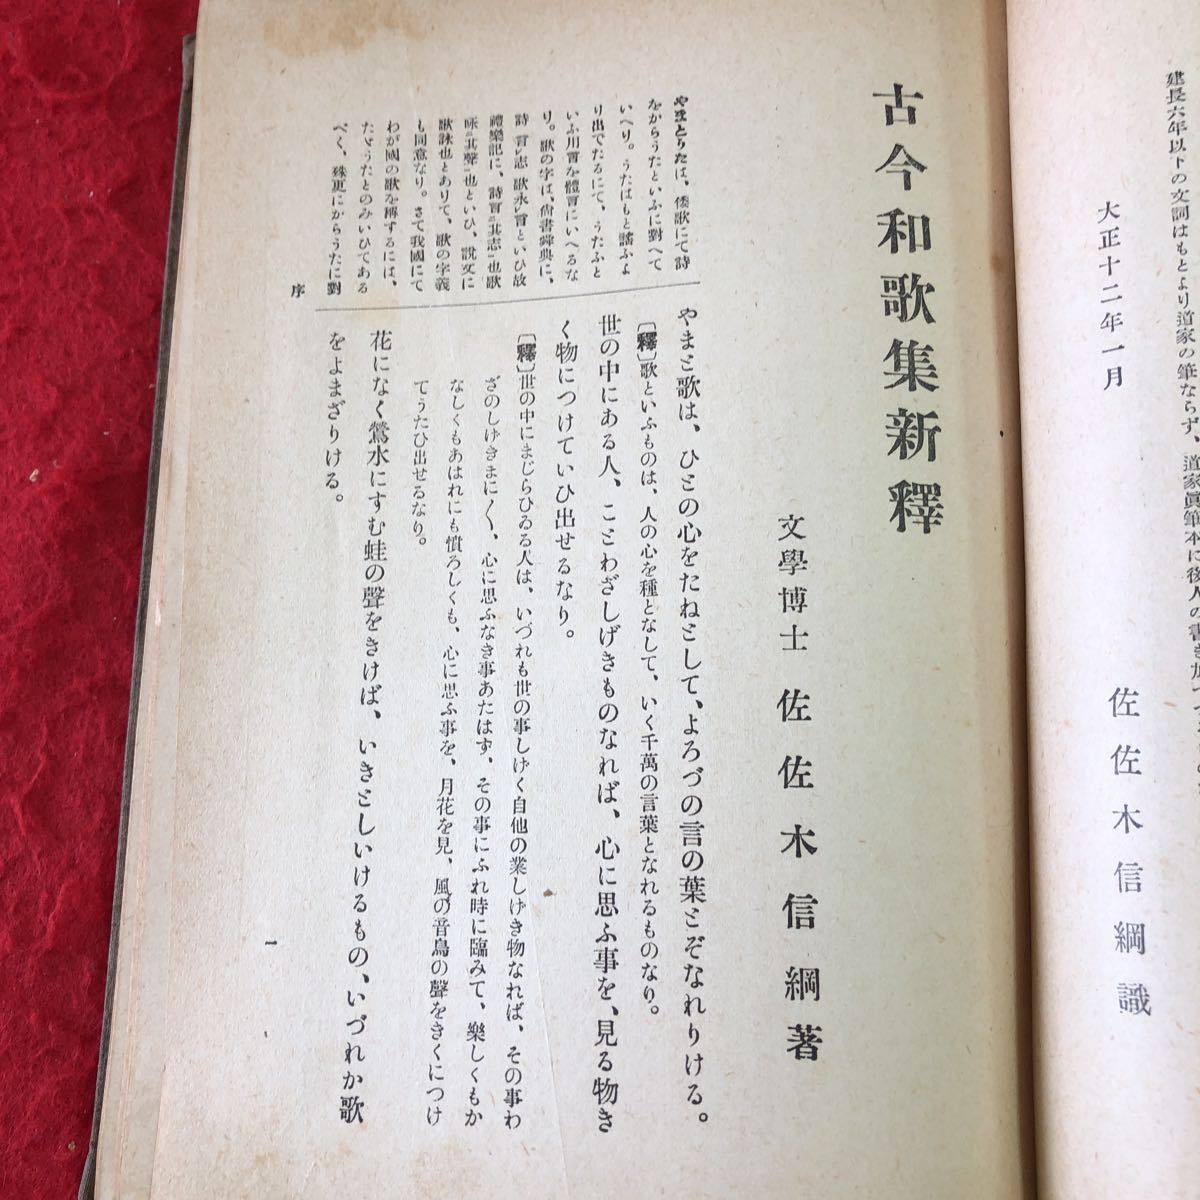 建長六年以下の文詞はもとより道家の筆ならず、道家眞筆本に後人の書き加
大正十二年一月
佐佐木信綱識
古今和歌集新釋
文學博士 佐佐木信綱著
やまとうたは、倭歌にて詩
をからうたといふに對へて
いへり。うたはもと謠ふよ
り出でたるにて、うたふと
いふ用言を體言にいへるな
り。歌の字は、尙書舜典に、
詩言レ志歌永レ言といひ故
禮樂記に、詩言二其志一也歌
咏二其聲一也といひ、說文に
歌詠也とありて、歌の字義
も同意なり。さて我國にて
わが國の歌を稱するには、
たゞうたとのみいひてある
べく、殊更にからうたに對
序
やまと歌は、ひとの心をたねとして、よろづの言の葉とぞなれりける。
〔釋〕歌といふものは、人の心を種となして、いく千萬の言葉となれるものなり。
世の中にある人、ことわざしげきものなれば、心に思ふ事を、見る物き
く物につけていひ出せるなり。
〔釋〕世の中にまじらひゐる人は、いづれも世の事しげく自他の業しげき物なれば、その事わ
ざのしげきまに〱、心に思ふなき事あたはず、その事にふれ時に臨みて、樂しくもか
なしくもあはれにも憤ろしくも、心に思ふ事を、月花を見、風の音鳥の聲をきくにつけ
てうたひ出せるなり。
花になく鶯水にすむ蛙の聲をきけば、いきとしいけるもの、いづれか歌
をよまざりける。
一